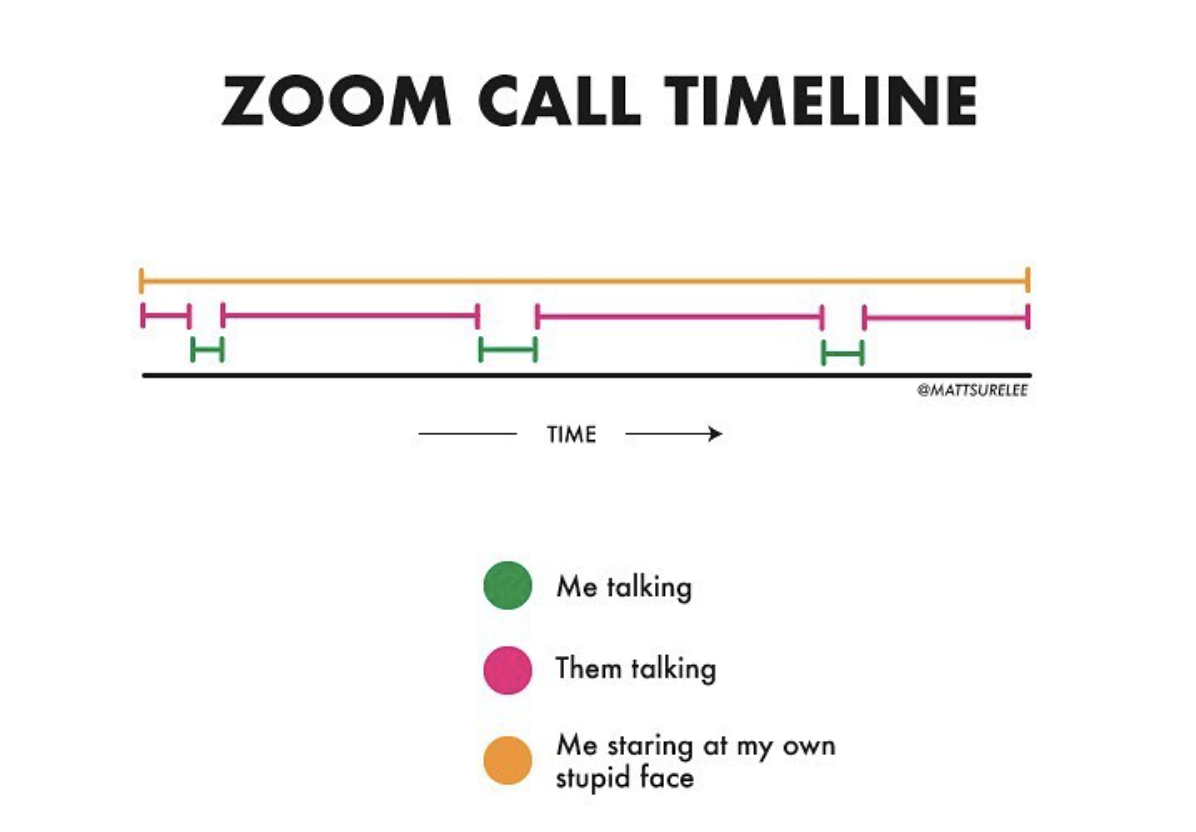 ZOOM CALL TIMELINE
@MATTSURELEE
TIME
Me talking
Them talking
Me staring at my own
stupid face